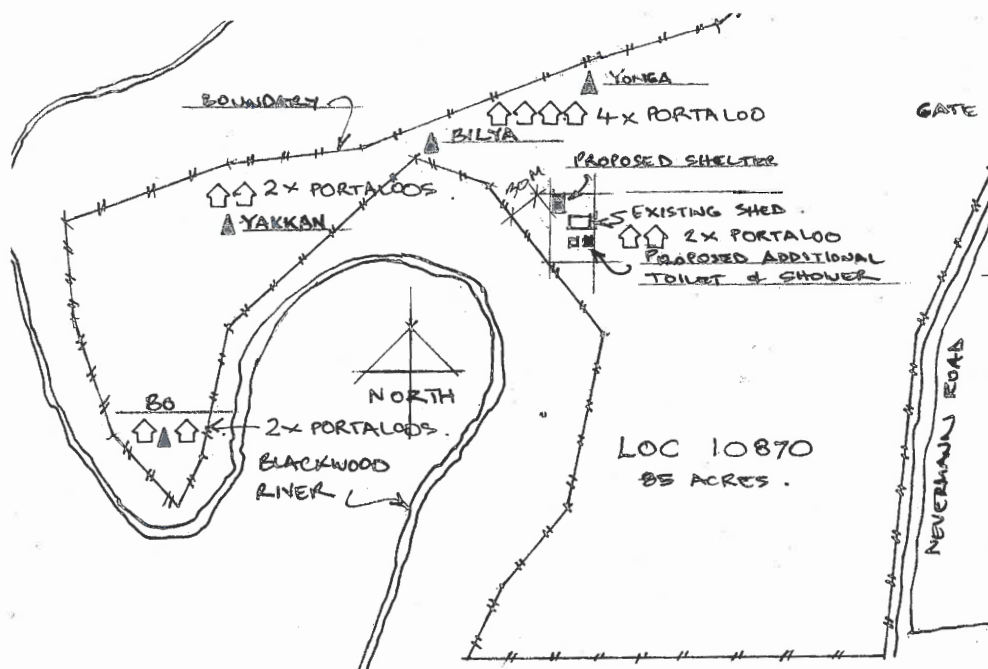 YONGA
BOUNDARY
4 x PORTALOO
GATE
BILYA
PROPOSED SHELTER
30M
2 x PORTALOOS
EXISTING SHED.
YAKKAN
2 x PORTALOO
PROPOSED ADDITIONAL
TOILET & SHOWER
NORTH
BO
2 x PORTALOOS.
BLACKWOOD
RIVER
LOC 10870
85 ACRES.
NEVERMANN ROAD